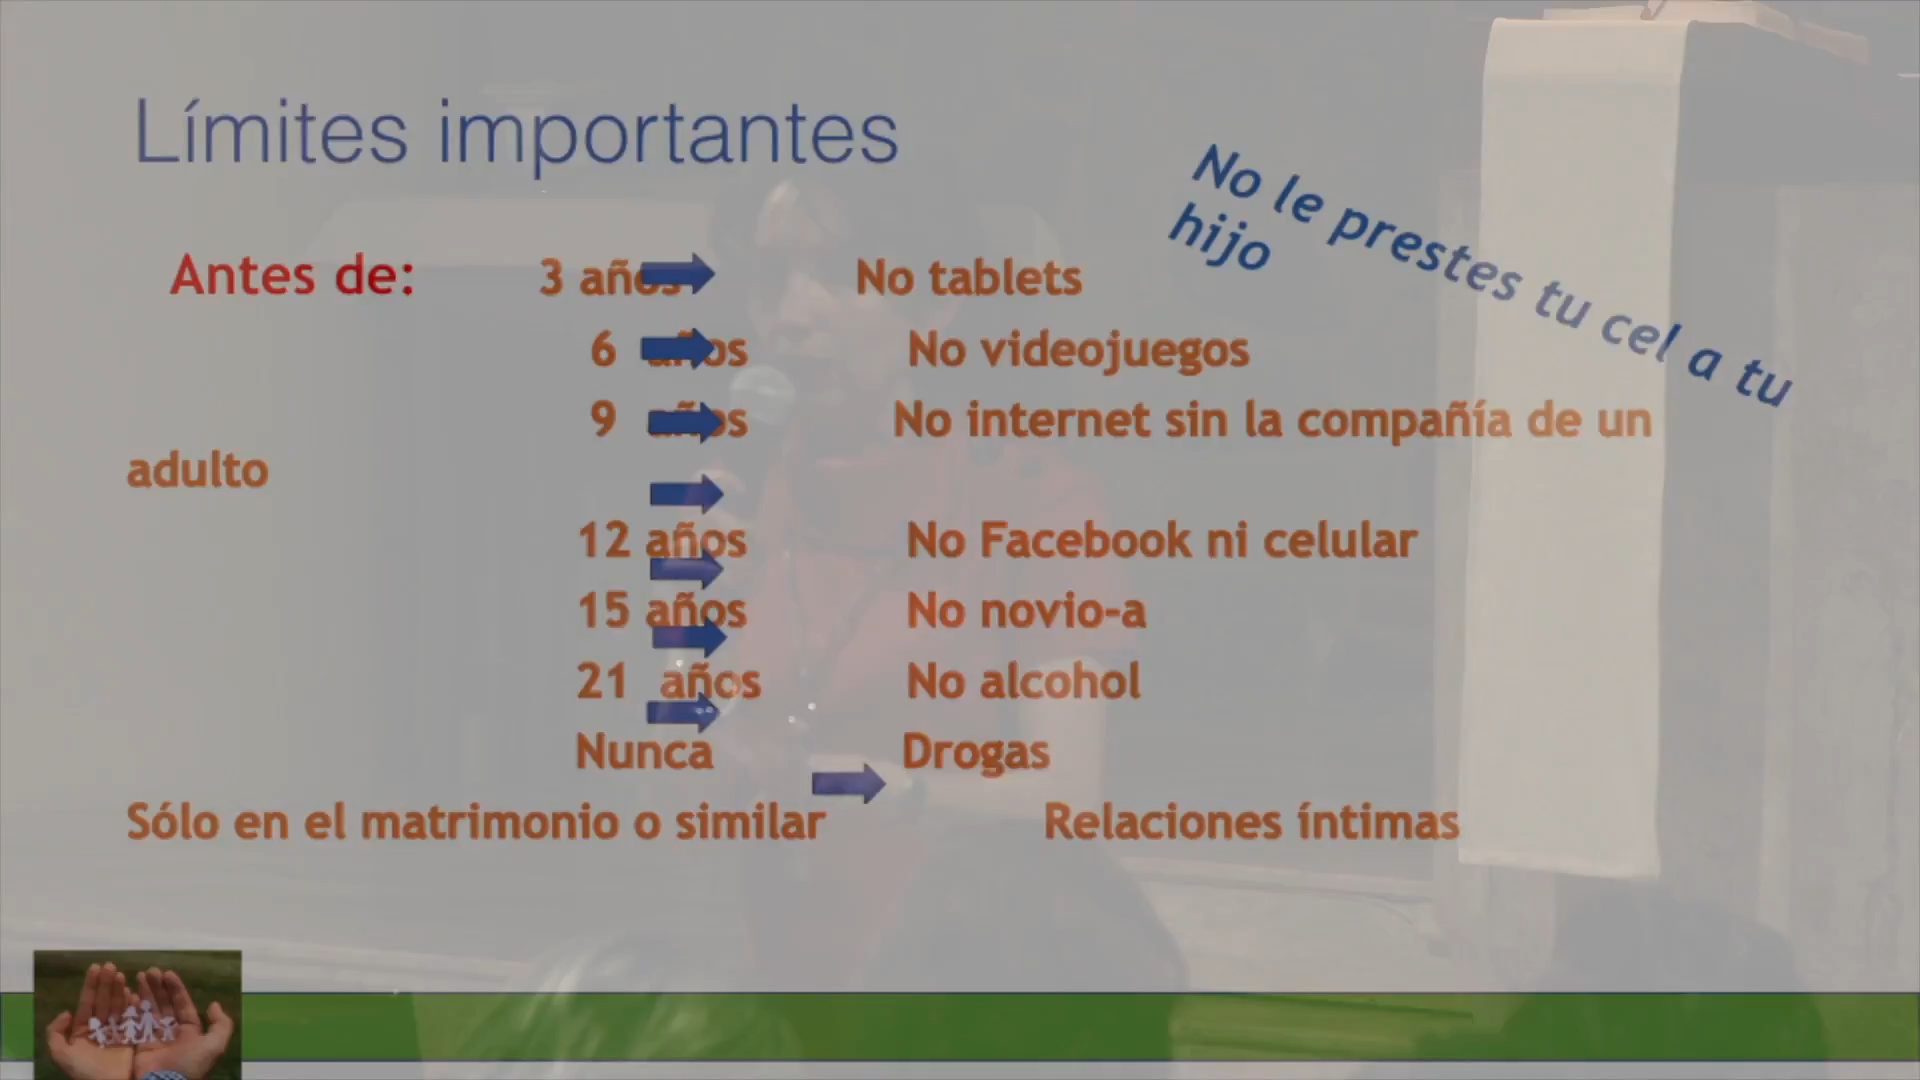 Límites importantes
No le prestes tu cel a tu
hijo
Antes de: 3 años No tablets
6 años No videojuegos
9 años No internet sin la compañía de un
adulto
12 años No Facebook ni celular
15 años No novio-a
21 años No alcohol
Nunca Drogas
Sólo en el matrimonio o similar Relaciones íntimas